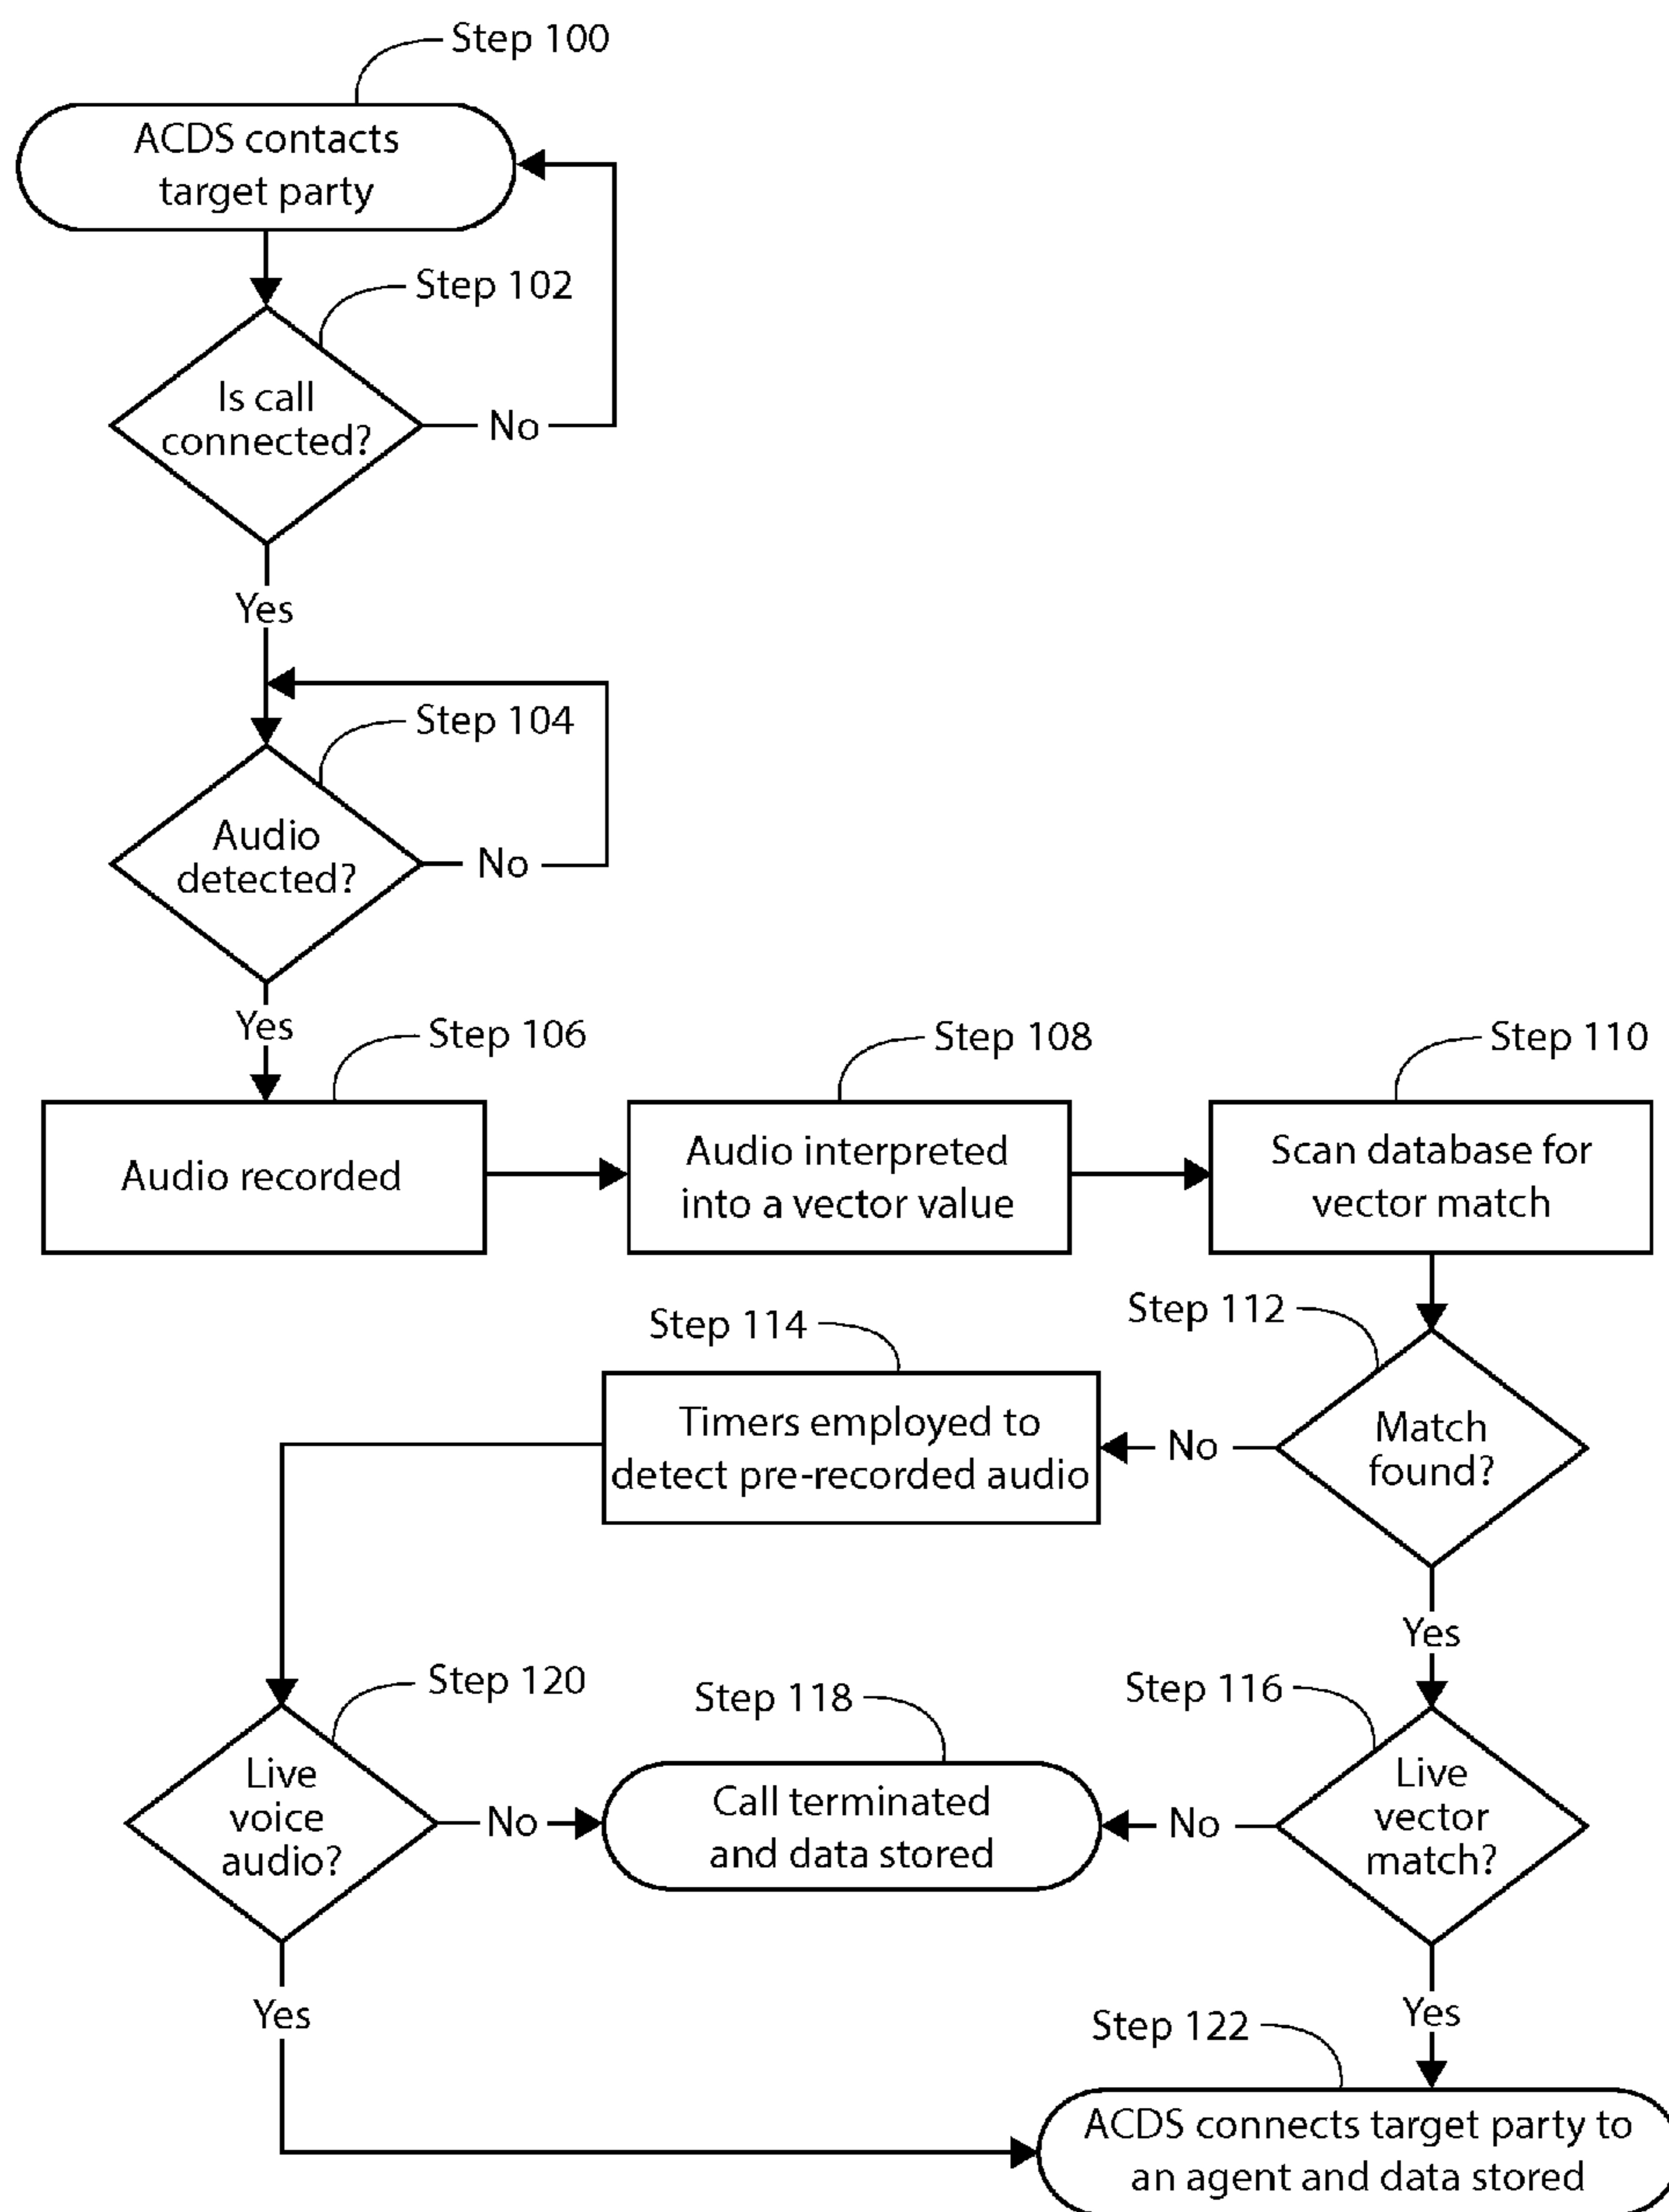 Step 100
ACDS contacts
target party
Step 102
Is call
connected?
No
Yes
Step 104
Audio
detected?
No
Yes
Step 106
Step 108
Step 110
Audio recorded
Audio interpreted
into a vector value
Scan database for
vector match
Step 112
Step 114
Timers employed to
detect pre-recorded audio
No
Match
found?
Yes
Step 120
Step 118
Step 116
Live
voice
audio?
No
Call terminated
and data stored
No
Live
vector
match?
Yes
Yes
Step 122
ACDS connects target party to
an agent and data stored